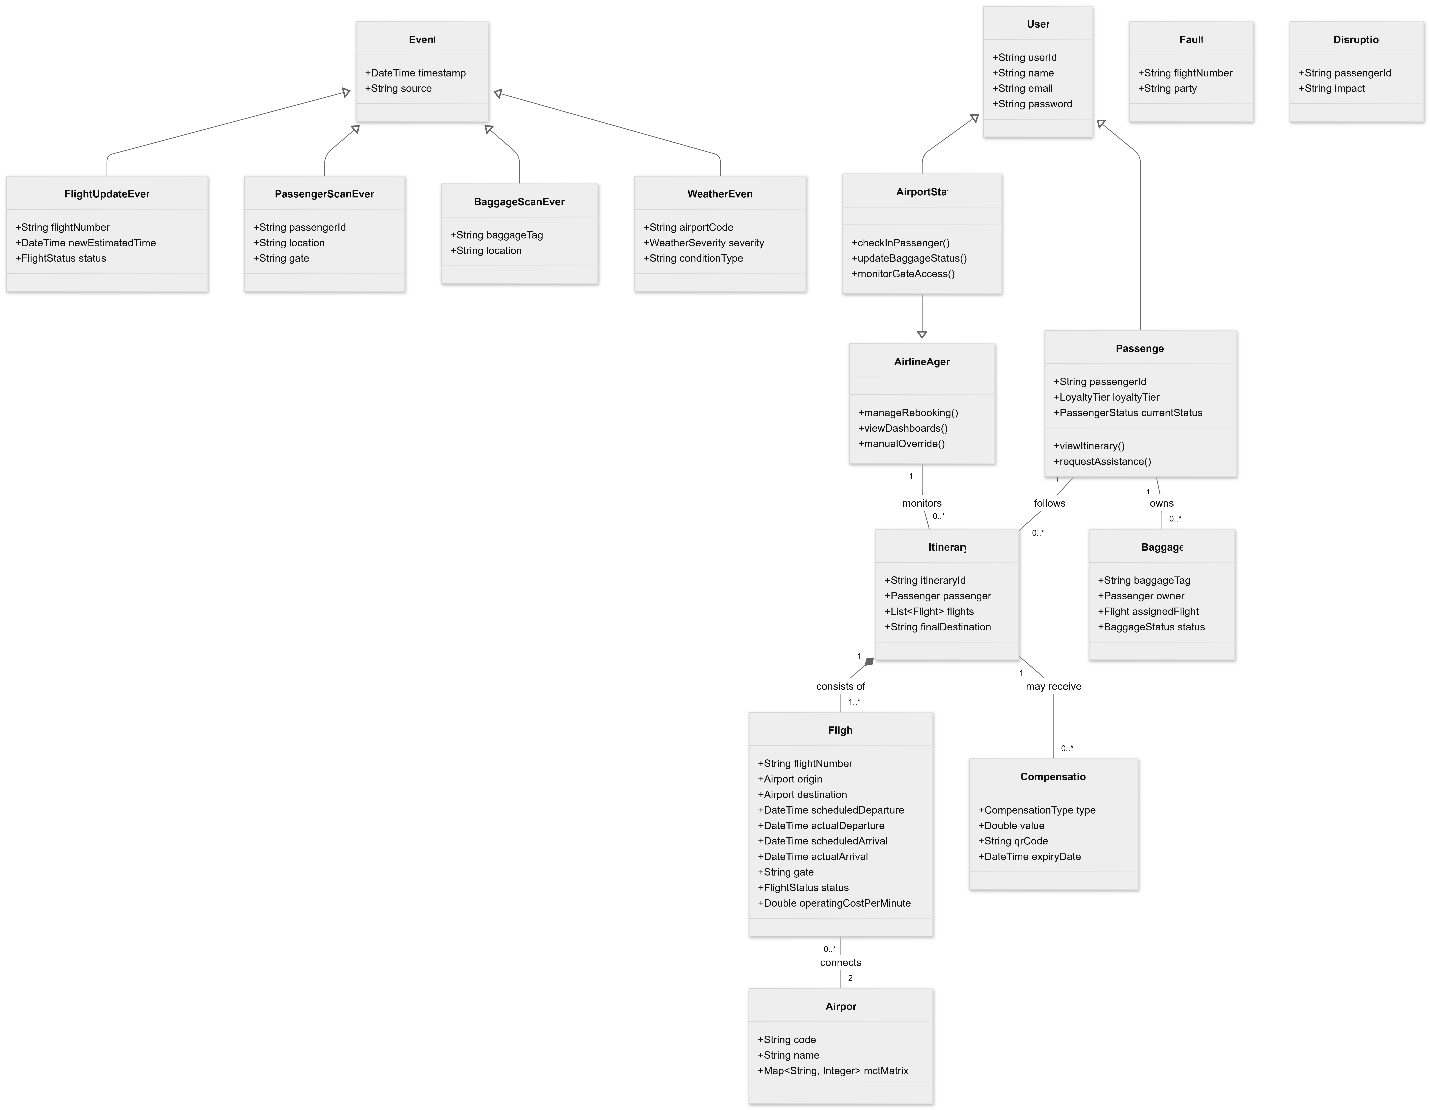 Event
+DateTime timestamp
+String source
User
+String userId
+String name
+String email
+String password
Fault
+String flightNumber
+String party
Disruptio
+String passengerId
+String impact
FlightUpdateEver
+String flightNumber
+DateTime newEstimatedTime
+FlightStatus status
PassengerScanEver
+String passengerId
+String location
+String gate
BaggageScanEver
+String baggageTag
+String location
WeatherEven
+String airportCode
+WeatherSeverity severity
+String conditionType
AirportStat
+checkInPassenger()
+updateBaggageStatus()
+monitorGateAccess()
AirlineAger
+manageRebooking()
+viewDashboards()
+manualOverride()
Passenge
+String passengerId
+LoyaltyTier loyaltyTier
+PassengerStatus currentStatus
+viewItinerary()
+requestAssistance()
1
monitors
0..*
follows
0..*
1
owns
0..*
Itinerary
+String itineraryId
+Passenger passenger
+List<Flight> flights
+String finalDestination
Baggage
+String baggageTag
+Passenger owner
+Flight assignedFlight
+BaggageStatus status
1
consists of
1..*
1
may receive
0..*
Fligh
+String flightNumber
+Airport origin
+Airport destination
+DateTime scheduledDeparture
+DateTime actualDeparture
+DateTime scheduledArrival
+DateTime actualArrival
+String gate
+FlightStatus status
+Double operatingCostPerMinute
Compensatio
+CompensationType type
+Double value
+String qrCode
+DateTime expiryDate
0..*
connects
2
Airpor
+String code
+String name
+Map<String, Integer> mctMatrix